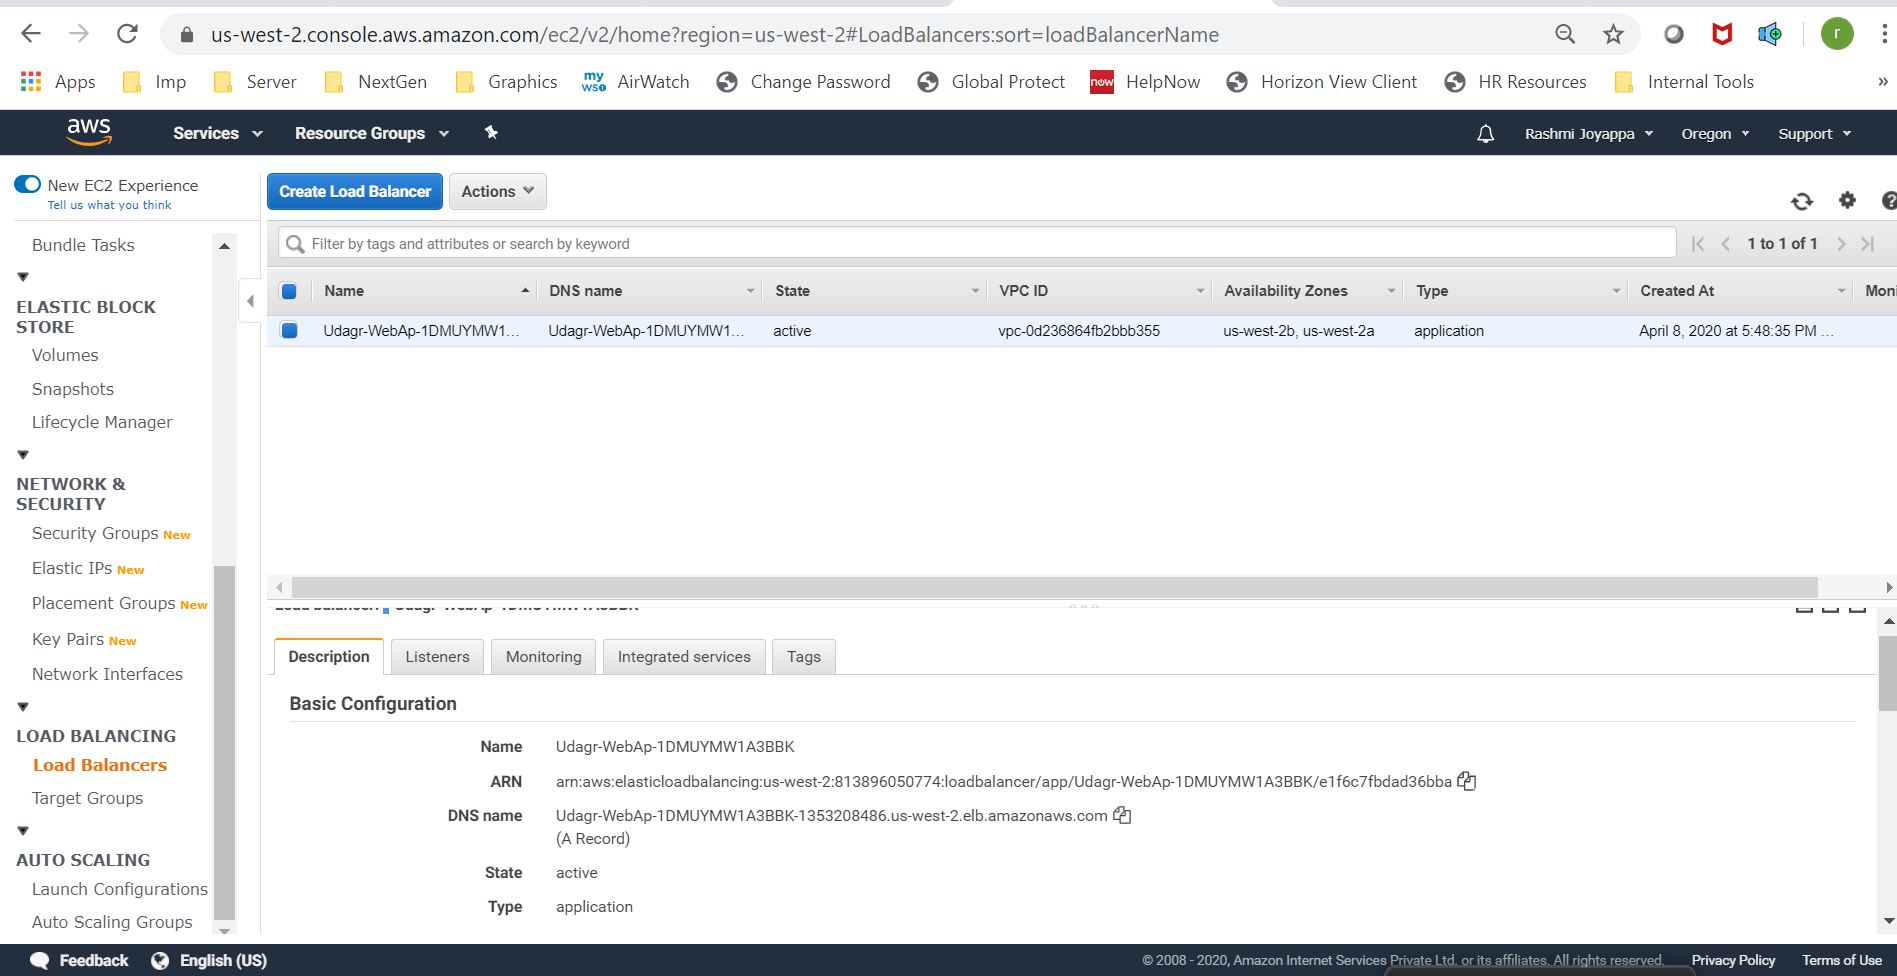 us-west-2.console.aws.amazon.com/ec2/v2/home?region=us-west-2#LoadBalancers:sort=loadBalancerName
r
Apps Imp Server NextGen Graphics my wso AirWatch Change Password Global Protect now HelpNow Horizon View Client HR Resources Internal Tools »
aws Services Resource Groups Rashmi Joyappa Oregon Support
New EC2 Experience
Tell us what you think
Bundle Tasks
ELASTIC BLOCK
STORE
Volumes
Snapshots
Lifecycle Manager
NETWORK &
SECURITY
Security Groups New
Elastic IPs New
Placement Groups New
Key Pairs New
Network Interfaces
LOAD BALANCING
Load Balancers
Target Groups
AUTO SCALING
Launch Configurations
Auto Scaling Groups
Create Load Balancer Actions
Filter by tags and attributes or search by keyword
1 to 1 of 1
Name DNS name State VPC ID Availability Zones Type Created At Moni
Udagr-WebAp-1DMUYMW1... Udagr-WebAp-1DMUYMW1... active vpc-0d236864fb2bbb355 us-west-2b, us-west-2a application April 8, 2020 at 5:48:35 PM ...
Load balancer: Udagr-WebAp-1DMUYMW1A3BBK
Description Listeners Monitoring Integrated services Tags
Basic Configuration
Name Udagr-WebAp-1DMUYMW1A3BBK
ARN arn:aws:elasticloadbalancing:us-west-2:813896050774:loadbalancer/app/Udagr-WebAp-1DMUYMW1A3BBK/e1f6c7fbdad36bba
DNS name Udagr-WebAp-1DMUYMW1A3BBK-1353208486.us-west-2.elb.amazonaws.com
(A Record)
State active
Type application
Feedback English (US) © 2008 - 2020, Amazon Internet Services Private Ltd. or its affiliates. All rights reserved. Privacy Policy Terms of Use